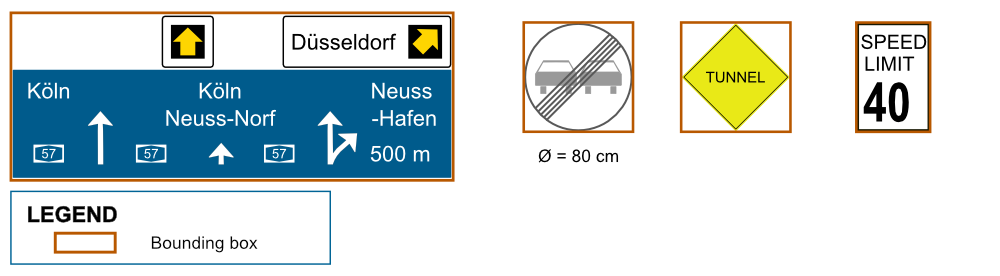 Düsseldorf
Köln
Köln
Neuss-Norf
Neuss
-Hafen
57
57
57
500 m
Ø = 80 cm
TUNNEL
SPEED
LIMIT
40
LEGEND
Bounding box